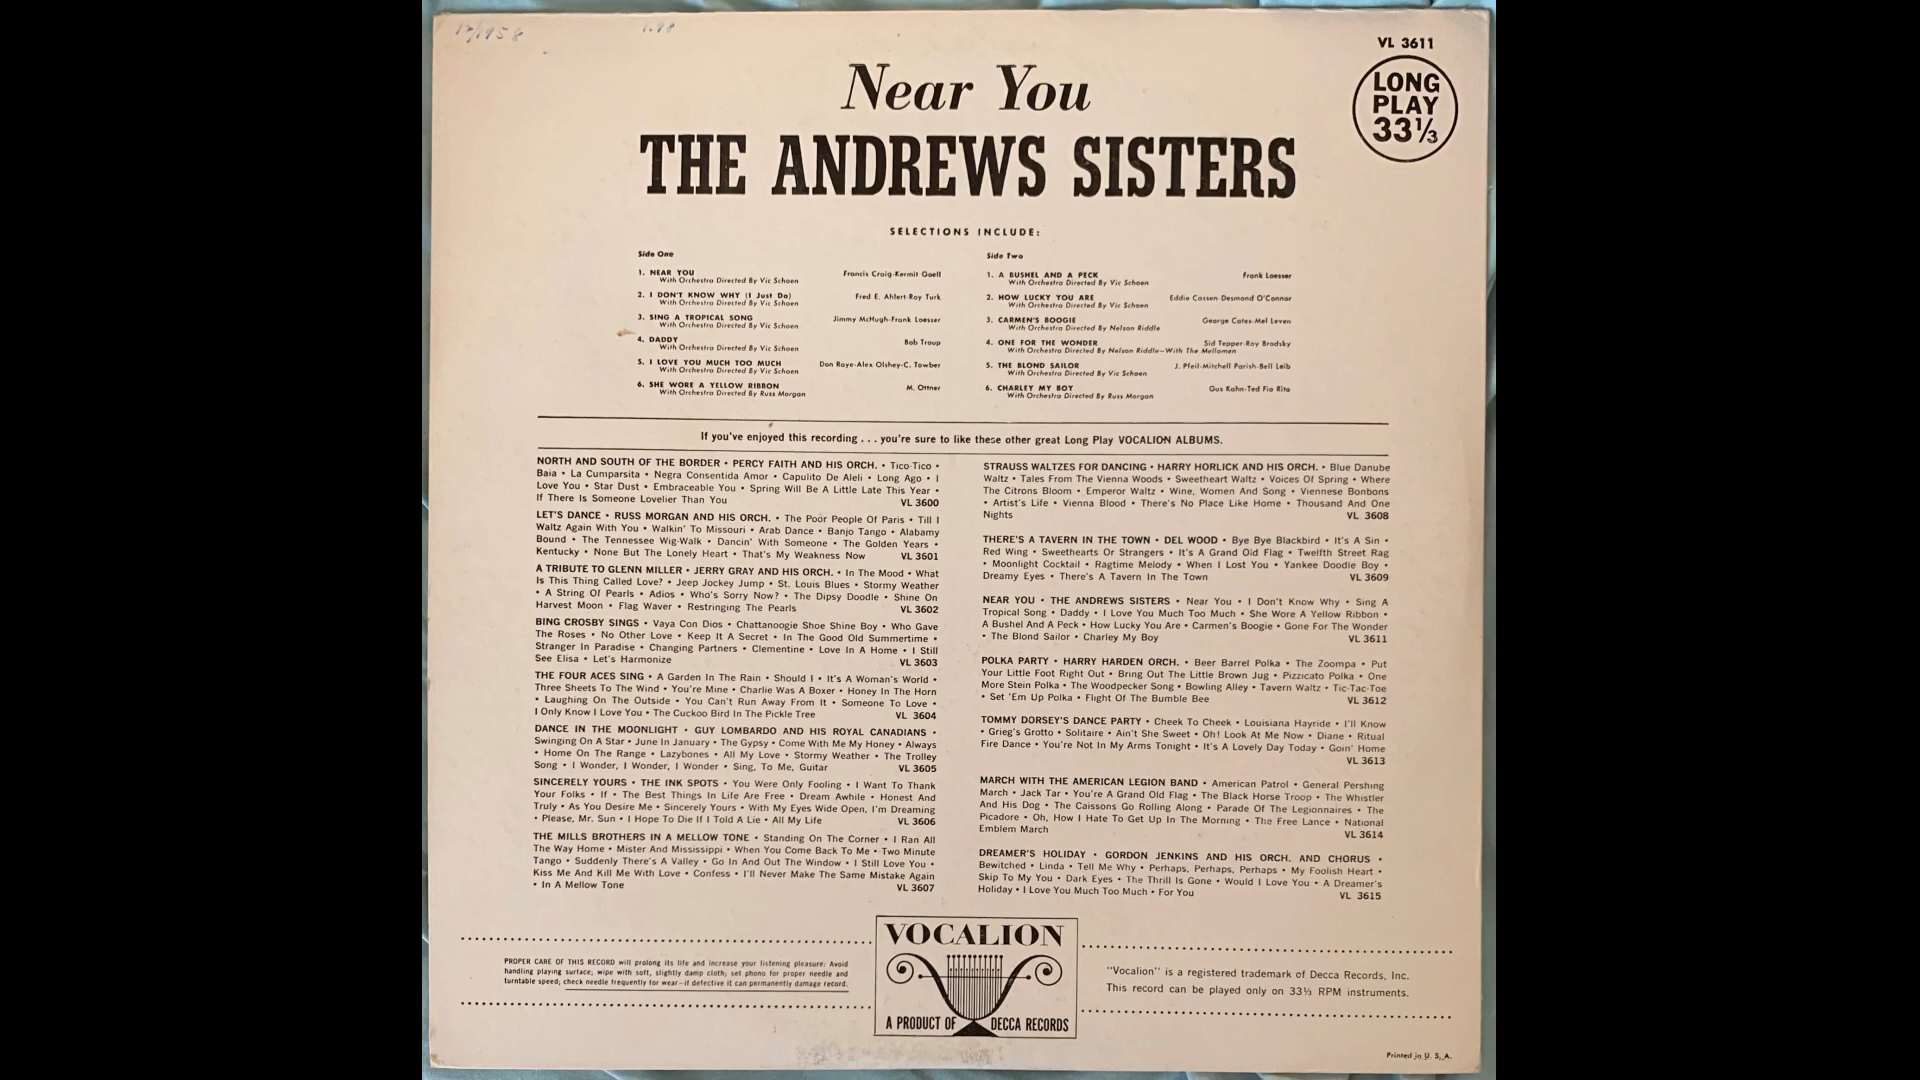 12/1958
1.98
VL 3611
LONG
PLAY
33⅓
Near You
THE ANDREWS SISTERS
SELECTIONS INCLUDE:
Side One
1. NEAR YOU Francis Craig-Kermit Goell
With Orchestra Directed By Vic Schoen
2. I DON'T KNOW WHY (I Just Do) Fred E. Ahlert-Roy Turk
With Orchestra Directed By Vic Schoen
3. SING A TROPICAL SONG Jimmy McHugh-Frank Loesser
With Orchestra Directed By Vic Schoen
4. DADDY Bob Troup
With Orchestra Directed By Vic Schoen
5. I LOVE YOU MUCH TOO MUCH Don Raye-Alex Olshey-C. Towber
With Orchestra Directed By Vic Schoen
6. SHE WORE A YELLOW RIBBON M. Ottner
With Orchestra Directed By Russ Morgan
Side Two
1. A BUSHEL AND A PECK Frank Loesser
With Orchestra Directed By Vic Schoen
2. HOW LUCKY YOU ARE Eddie Cassen-Desmond O'Connor
With Orchestra Directed By Vic Schoen
3. CARMEN'S BOOGIE George Cates-Mel Leven
With Orchestra Directed By Nelson Riddle
4. ONE FOR THE WONDER Sid Tepper-Roy Brodsky
With Orchestra Directed By Nelson Riddle—With The Mellomen
5. THE BLOND SAILOR J. Pfeil-Mitchell Parish-Bell Leib
With Orchestra Directed By Vic Schoen
6. CHARLEY MY BOY Gus Kahn-Ted Fio Rito
With Orchestra Directed By Russ Morgan
If you've enjoyed this recording . . . you're sure to like these other great Long Play VOCALION ALBUMS.
NORTH AND SOUTH OF THE BORDER • PERCY FAITH AND HIS ORCH. • Tico-Tico •
Baia • La Cumparsita • Negra Consentida Amor • Capulito De Aleli • Long Ago • I
Love You • Star Dust • Embraceable You • Spring Will Be A Little Late This Year •
If There Is Someone Lovelier Than You VL 3600
LET'S DANCE • RUSS MORGAN AND HIS ORCH. • The Poor People Of Paris • Till I
Waltz Again With You • Walkin' To Missouri • Arab Dance • Banjo Tango • Alabamy
Bound • The Tennessee Wig-Walk • Dancin' With Someone • The Golden Years •
Kentucky • None But The Lonely Heart • That's My Weakness Now VL 3601
A TRIBUTE TO GLENN MILLER • JERRY GRAY AND HIS ORCH. • In The Mood • What
Is This Thing Called Love? • Jeep Jockey Jump • St. Louis Blues • Stormy Weather
• A String Of Pearls • Adios • Who's Sorry Now? • The Dipsy Doodle • Shine On
Harvest Moon • Flag Waver • Restringing The Pearls VL 3602
BING CROSBY SINGS • Vaya Con Dios • Chattanoogie Shoe Shine Boy • Who Gave
The Roses • No Other Love • Keep It A Secret • In The Good Old Summertime •
Stranger In Paradise • Changing Partners • Clementine • Love In A Home • I Still
See Elisa • Let's Harmonize VL 3603
THE FOUR ACES SING • A Garden In The Rain • Should I • It's A Woman's World •
Three Sheets To The Wind • You're Mine • Charlie Was A Boxer • Honey In The Horn
• Laughing On The Outside • You Can't Run Away From It • Someone To Love •
I Only Know I Love You • The Cuckoo Bird In The Pickle Tree VL 3604
DANCE IN THE MOONLIGHT • GUY LOMBARDO AND HIS ROYAL CANADIANS •
Swinging On A Star • June In January • The Gypsy • Come With Me My Honey • Always
• Home On The Range • Lazybones • All My Love • Stormy Weather • The Trolley
Song • I Wonder, I Wonder, I Wonder • Sing, To Me, Guitar VL 3605
SINCERELY YOURS • THE INK SPOTS • You Were Only Fooling • I Want To Thank
Your Folks • If • The Best Things In Life Are Free • Dream Awhile • Honest And
Truly • As You Desire Me • Sincerely Yours • With My Eyes Wide Open, I'm Dreaming
• Please, Mr. Sun • I Hope To Die If I Told A Lie • All My Life VL 3606
THE MILLS BROTHERS IN A MELLOW TONE • Standing On The Corner • I Ran All
The Way Home • Mister And Mississippi • When You Come Back To Me • Two Minute
Tango • Suddenly There's A Valley • Go In And Out The Window • I Still Love You •
Kiss Me And Kill Me With Love • Confess • I'll Never Make The Same Mistake Again
• In A Mellow Tone VL 3607
STRAUSS WALTZES FOR DANCING • HARRY HORLICK AND HIS ORCH. • Blue Danube
Waltz • Tales From The Vienna Woods • Sweetheart Waltz • Voices Of Spring • Where
The Citrons Bloom • Emperor Waltz • Wine, Women And Song • Viennese Bonbons
• Artist's Life • Vienna Blood • There's No Place Like Home • Thousand And One
Nights VL 3608
THERE'S A TAVERN IN THE TOWN • DEL WOOD • Bye Bye Blackbird • It's A Sin •
Red Wing • Sweethearts Or Strangers • It's A Grand Old Flag • Twelfth Street Rag
• Moonlight Cocktail • Ragtime Melody • When I Lost You • Yankee Doodle Boy •
Dreamy Eyes • There's A Tavern In The Town VL 3609
NEAR YOU • THE ANDREWS SISTERS • Near You • I Don't Know Why • Sing A
Tropical Song • Daddy • I Love You Much Too Much • She Wore A Yellow Ribbon •
A Bushel And A Peck • How Lucky You Are • Carmen's Boogie • Gone For The Wonder
• The Blond Sailor • Charley My Boy VL 3611
POLKA PARTY • HARRY HARDEN ORCH. • Beer Barrel Polka • The Zoompa • Put
Your Little Foot Right Out • Bring Out The Little Brown Jug • Pizzicato Polka • One
More Stein Polka • The Woodpecker Song • Bowling Alley • Tavern Waltz • Tic-Tac-Toe
• Set 'Em Up Polka • Flight Of The Bumble Bee VL 3612
TOMMY DORSEY'S DANCE PARTY • Cheek To Cheek • Louisiana Hayride • I'll Know
• Grieg's Grotto • Solitaire • Ain't She Sweet • Oh! Look At Me Now • Diane • Ritual
Fire Dance • You're Not In My Arms Tonight • It's A Lovely Day Today • Goin' Home
VL 3613
MARCH WITH THE AMERICAN LEGION BAND • American Patrol • General Pershing
March • Jack Tar • You're A Grand Old Flag • The Black Horse Troop • The Whistler
And His Dog • The Caissons Go Rolling Along • Parade Of The Legionnaires • The
Picadore • Oh, How I Hate To Get Up In The Morning • The Free Lance • National
Emblem March VL 3614
DREAMER'S HOLIDAY • GORDON JENKINS AND HIS ORCH. AND CHORUS •
Bewitched • Linda • Tell Me Why • Perhaps, Perhaps, Perhaps • My Foolish Heart •
Skip To My You • Dark Eyes • The Thrill Is Gone • Would I Love You • A Dreamer's
Holiday • I Love You Much Too Much • For You VL 3615
PROPER CARE OF THIS RECORD will prolong its life and increase your listening pleasure: Avoid
handling playing surface; wipe with soft, slightly damp cloth; set phono for proper needle and
turntable speed; check needle frequently for wear—if defective it can permanently damage record.
VOCALION
A PRODUCT OF DECCA RECORDS
"Vocalion" is a registered trademark of Decca Records, Inc.
This record can be played only on 33⅓ RPM instruments.
Printed in U. S. A.